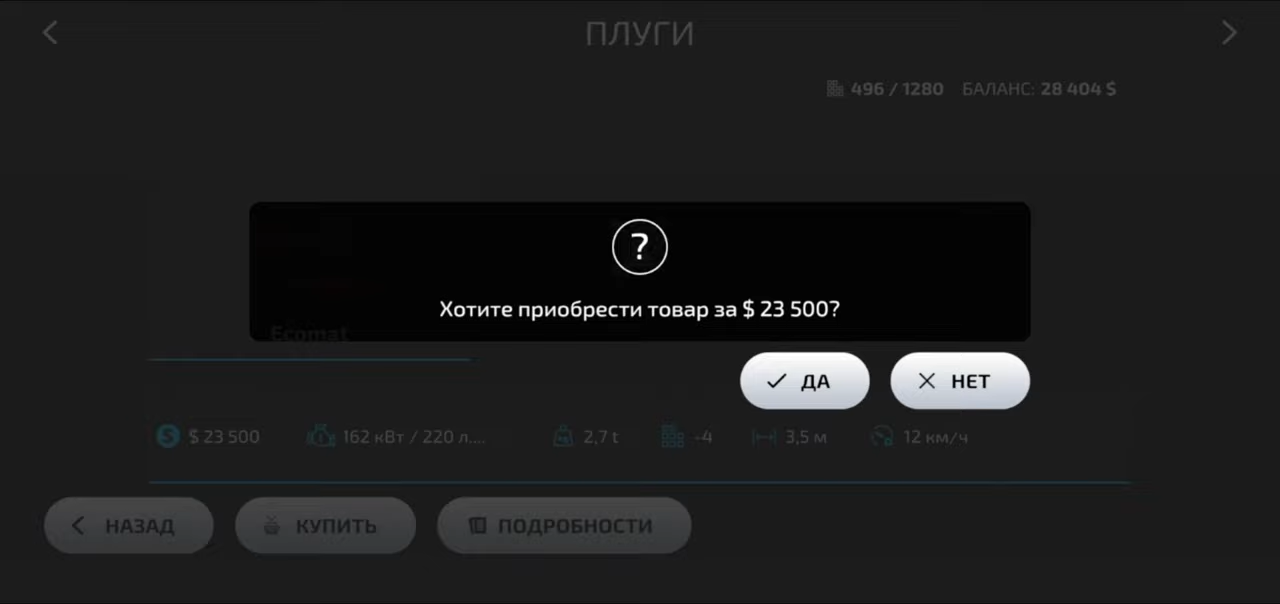 ПЛУГИ
496 / 1280 БАЛАНС: 28 404 $
?
Хотите приобрести товар за $ 23 500?
Ecomat
ДА НЕТ
$ 23 500 162 кВт / 220 л.... 2,7 t -4 3,5 м 12 км/ч
НАЗАД КУПИТЬ ПОДРОБНОСТИ